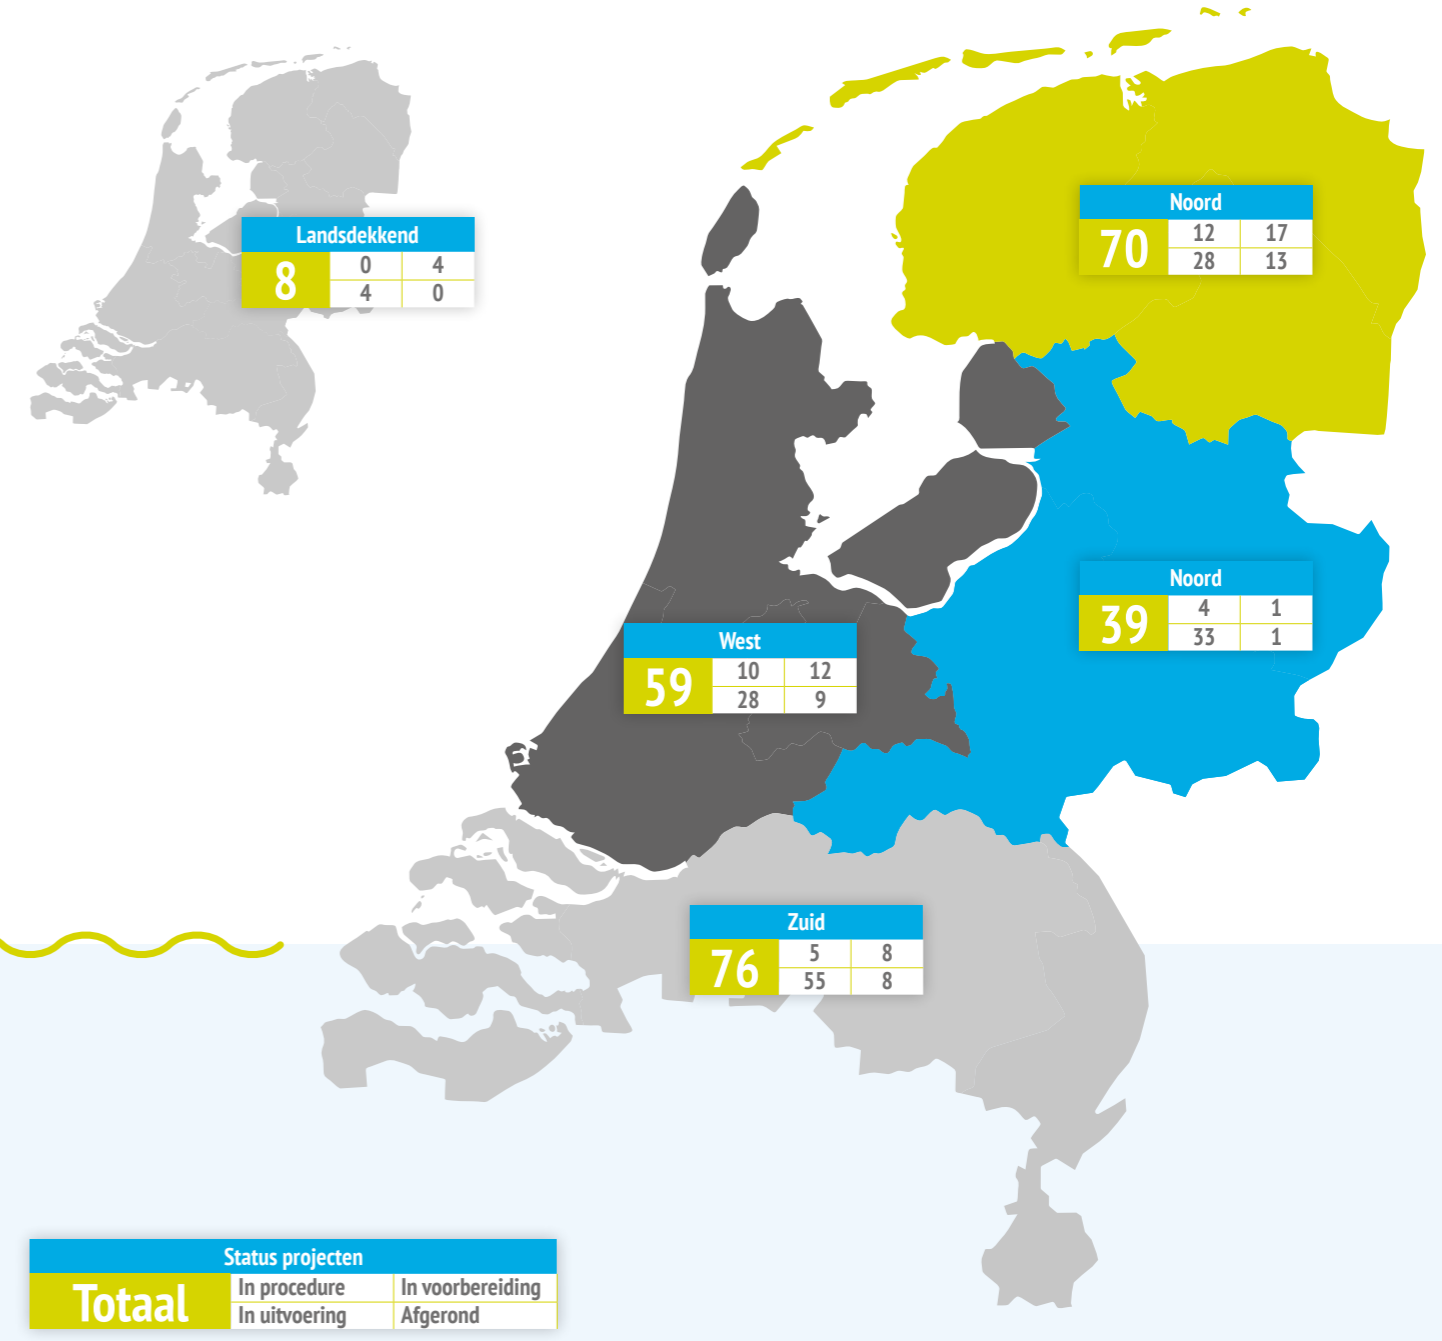 Noord
70 12 17
28 13
Landsdekkend
8 0 4
4 0
Noord
39 4 1
33 1
West
59 10 12
28 9
Zuid
76 5 8
55 8
Status projecten
Totaal In procedure In voorbereiding
In uitvoering Afgerond